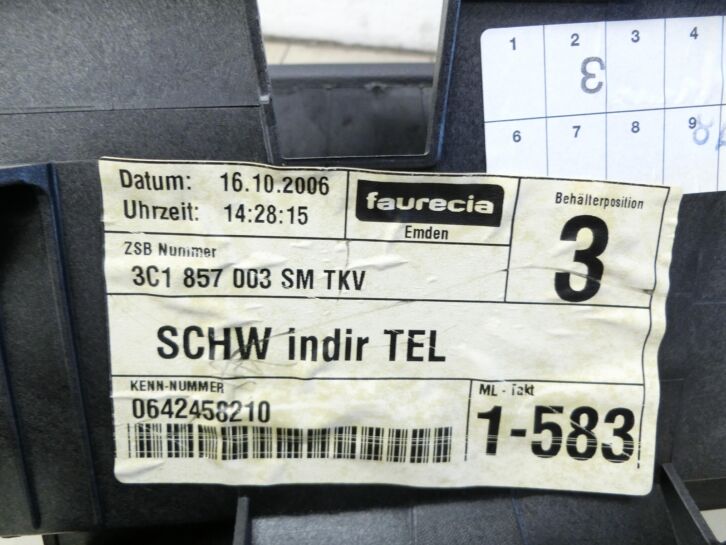 1 2 3 4
3
6 7 8 9
Datum: 16.10.2006
Uhrzeit: 14:28:15
faurecia
Emden
Behälterposition
3
ZSB Nummer
3C1 857 003 SM TKV
SCHW indir TEL
KENN-NUMMER
0642458210
ML - Takt
1-583